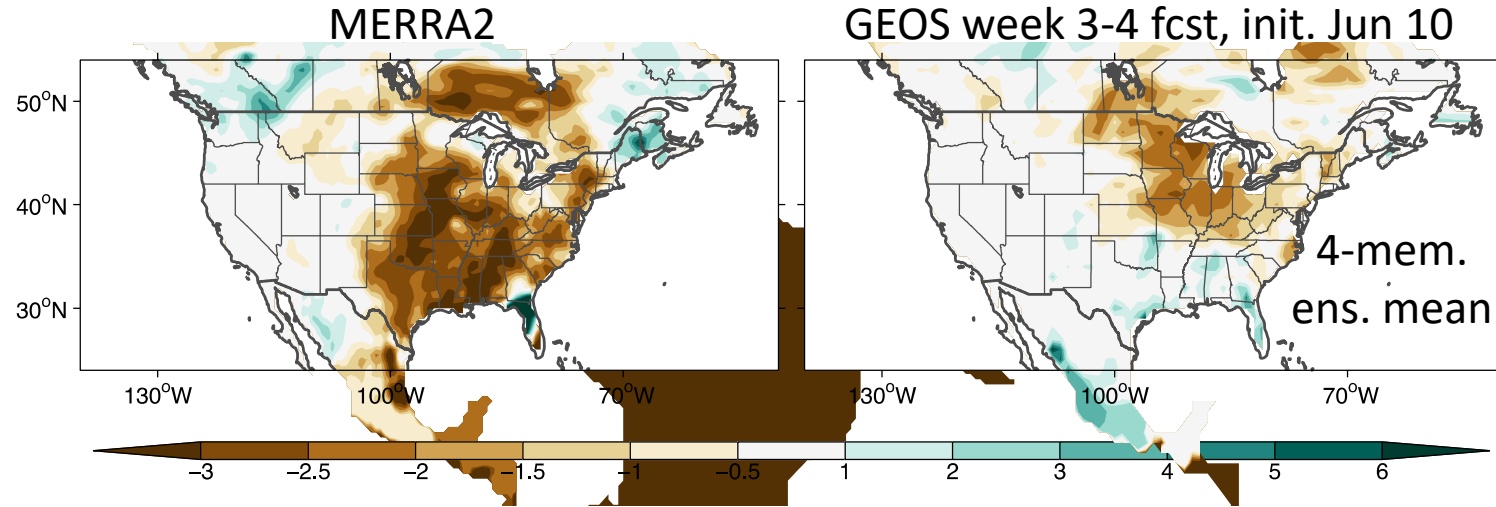 MERRA2
GEOS week 3-4 fcst, init. Jun 10
50°N
40°N
30°N
4-mem.
ens. mean
130°W 100°W 70°W
130°W 100°W 70°W
−3 −2.5 −2 −1.5 −1 −0.5 1 2 3 4 5 6